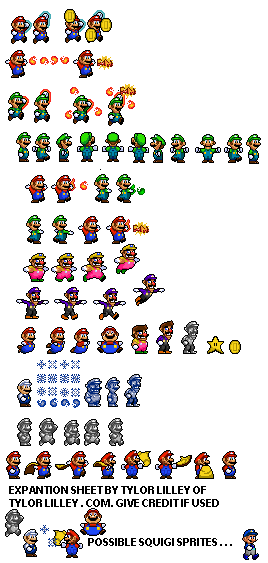 EXPANTION SHEET BY TYLOR LILLEY OF
TYLOR LILLEY . COM. GIVE CREDIT IF USED
POSSIBLE SQUIGI SPRITES . . .